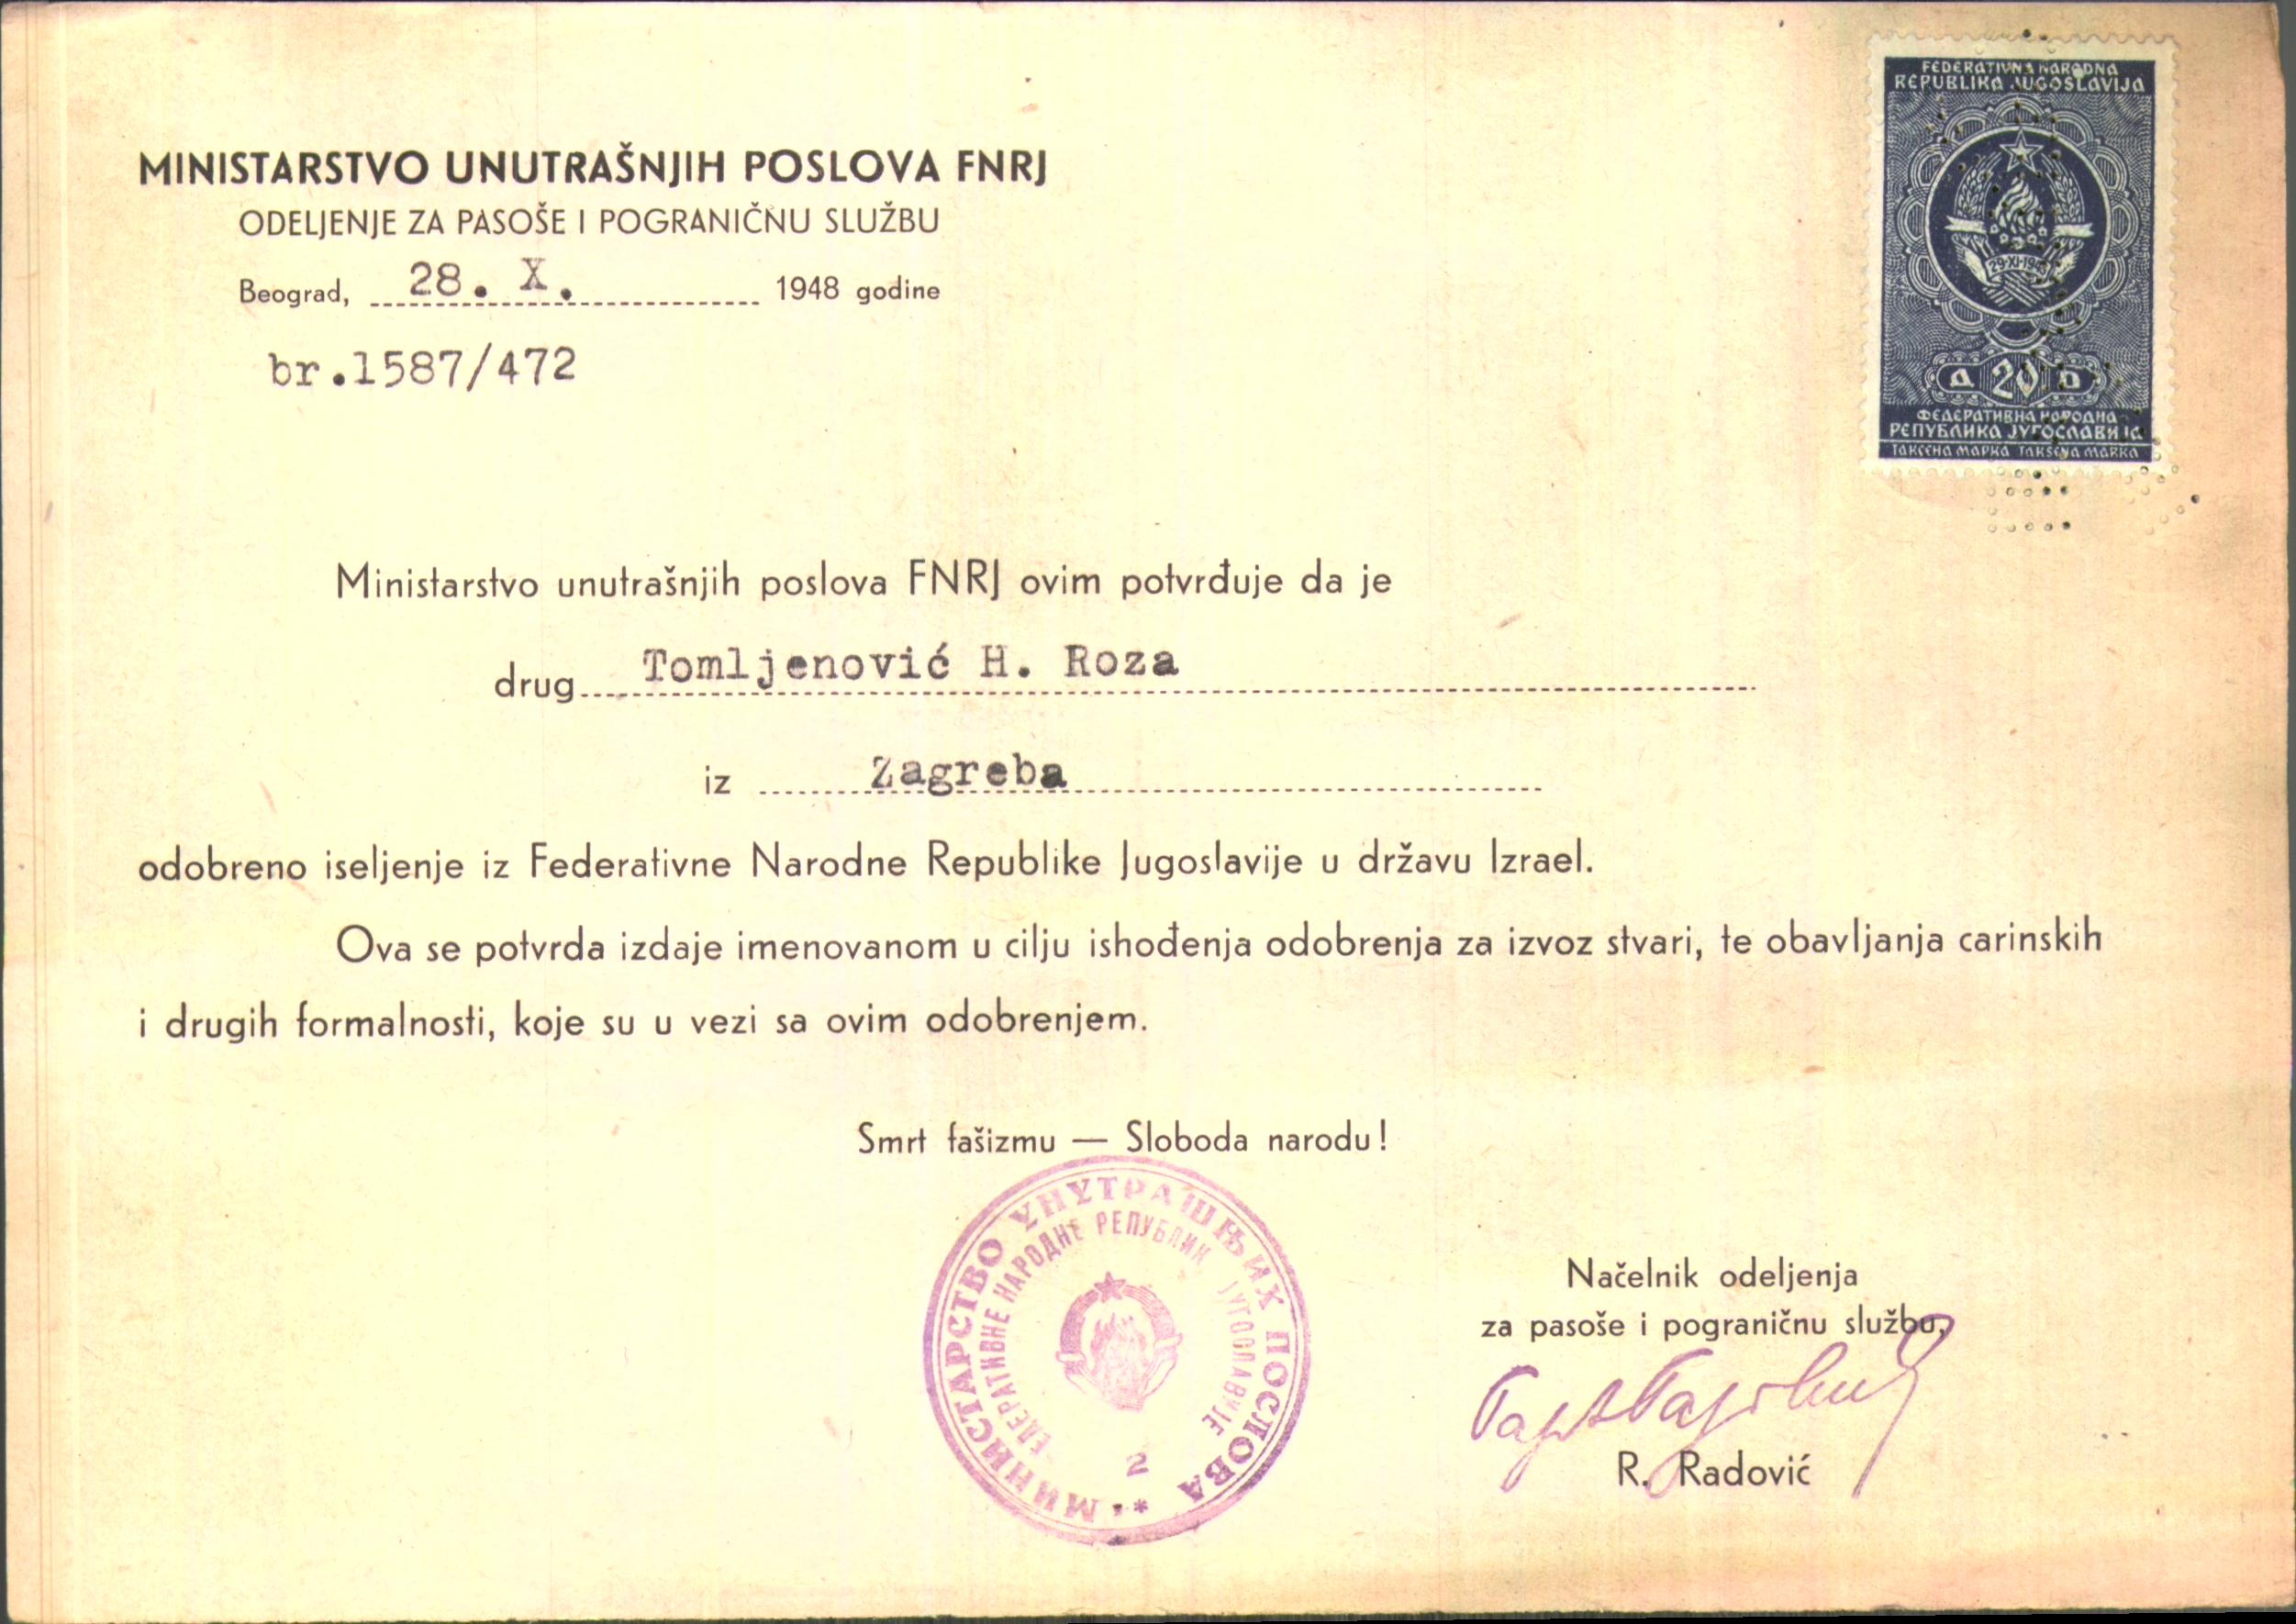 FEDERATIVNA NARODNA
REPUBLIKA JUGOSLAVIJA
29·XI·1943
Д 20 D
ФЕДЕРАТИВНА НАРОДНА
РЕПУБЛИКА ЈУГОСЛАВИЈА
ТАКСЕНА МАРКА TAKSENA MARKA
MINISTARSTVO UNUTRAŠNJIH POSLOVA FNRJ
ODELJENJE ZA PASOŠE I POGRANIČNU SLUŽBU
Beograd, 28. X. 1948 godine
br.1587/472
Ministarstvo unutrašnjih poslova FNRJ ovim potvrđuje da je
drug Tomljenović H. Roza
iz Zagreba
odobreno iseljenje iz Federativne Narodne Republike Jugoslavije u državu Izrael.
Ova se potvrda izdaje imenovanom u cilju ishođenja odobrenja za izvoz stvari, te obavljanja carinskih
i drugih formalnosti, koje su u vezi sa ovim odobrenjem.
Smrt fašizmu — Sloboda narodu!
МИНИСТАРСТВО УНУТРАШЊИХ ПОСЛОВА
ФЕДЕРАТИВНЕ НАРОДНЕ РЕПУБЛИКЕ ЈУГОСЛАВИЈЕ
2
Načelnik odeljenja
za pasoše i pograničnu službu,
R. Radović